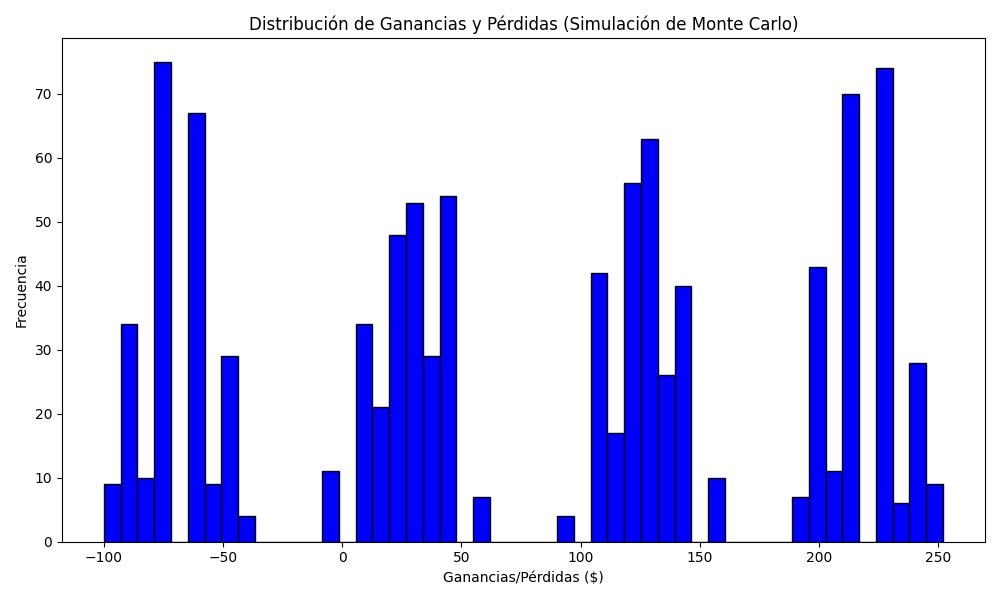 Distribución de Ganancias y Pérdidas (Simulación de Monte Carlo)
Frecuencia
70
60
50
40
30
20
10
0
−100 −50 0 50 100 150 200 250
Ganancias/Pérdidas ($)